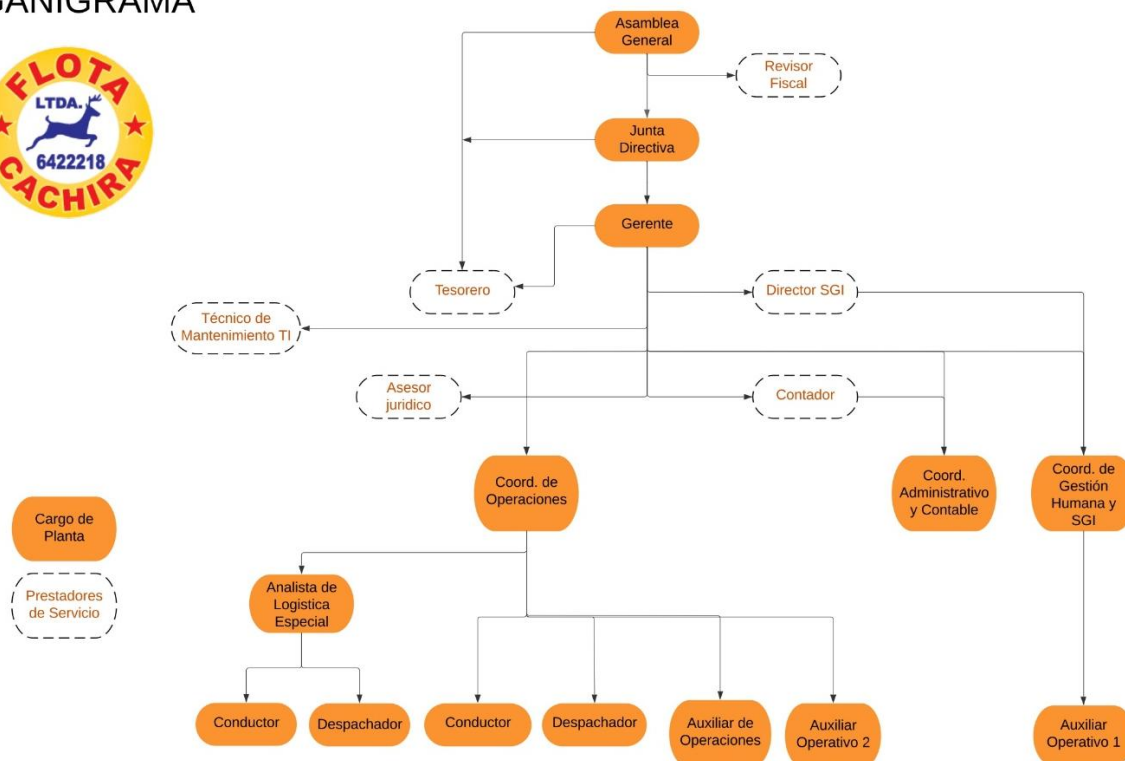 GANIGRAMA
FLOTA
LTDA.
6422218
CACHIRA
Asamblea
General
Revisor
Fiscal
Junta
Directiva
Gerente
Tesorero
Director SGI
Técnico de
Mantenimiento TI
Asesor
juridico
Contador
Coord. de
Operaciones
Coord.
Administrativo
y Contable
Coord. de
Gestión
Humana y
SGI
Cargo de
Planta
Prestadores
de Servicio
Analista de
Logistica
Especial
Conductor
Despachador
Conductor
Despachador
Auxiliar de
Operaciones
Auxiliar
Operativo 2
Auxiliar
Operativo 1